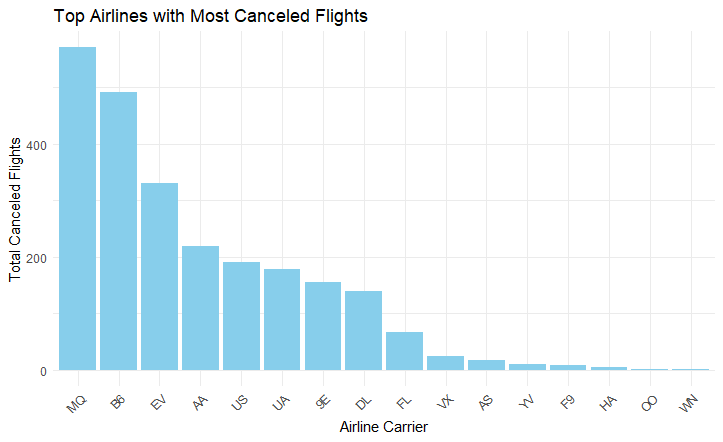 Top Airlines with Most Canceled Flights
Total Canceled Flights
400
200
0
MQ B6 EV AA US UA 9E DL FL VX AS YV F9 HA OO WN
Airline Carrier